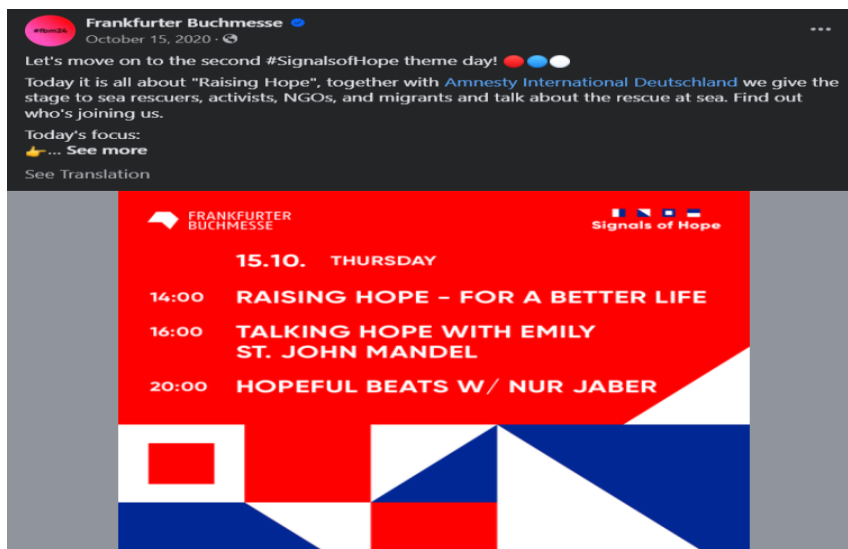 #fbm24
Frankfurter Buchmesse
October 15, 2020 ·
Let's move on to the second #SignalsofHope theme day! 🔴🔵⚪
Today it is all about "Raising Hope", together with Amnesty International Deutschland we give the
stage to sea rescuers, activists, NGOs, and migrants and talk about the rescue at sea. Find out
who's joining us.
Today's focus:
👉... See more
See Translation
FRANKFURTER
BUCHMESSE
Signals of Hope
15.10. THURSDAY
14:00 RAISING HOPE – FOR A BETTER LIFE
16:00 TALKING HOPE WITH EMILY
ST. JOHN MANDEL
20:00 HOPEFUL BEATS W/ NUR JABER